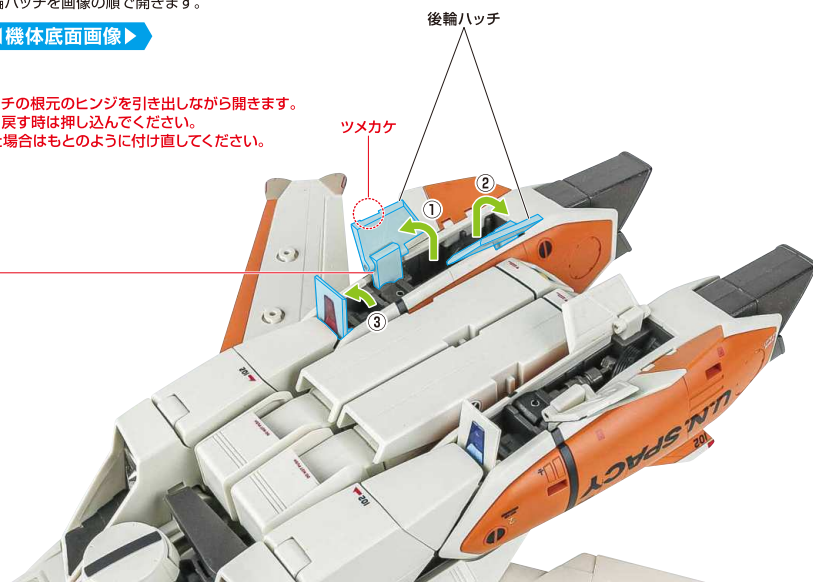 輪ハッチを画像の順で開きます。
機体底面画像▶
後輪ハッチ
チの根元のヒンジを引き出しながら開きます。
戻す時は押し込んでください。
た場合はもとのように付け直してください。
ツメカケ
①
②
③
102
102
U.N.SPACY
102